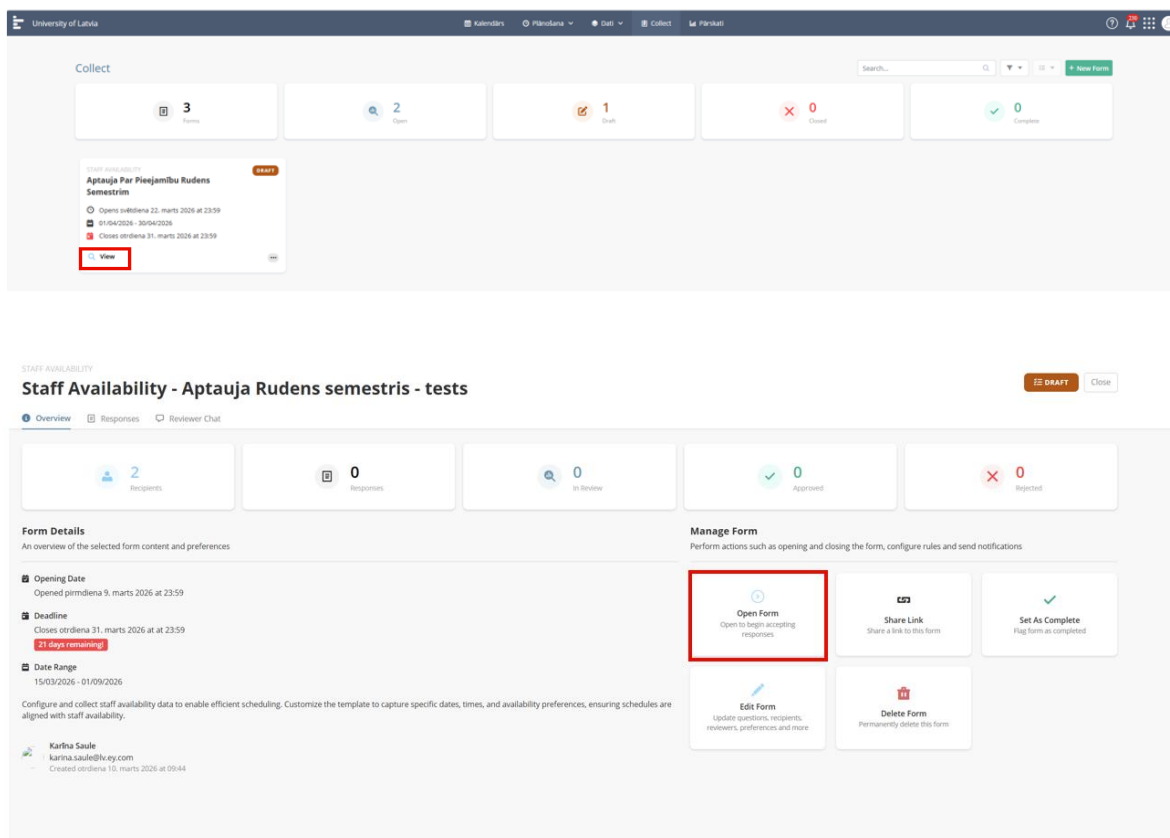 University of Latvia
Kalendārs
Plānošana
Dati
Collect
Pārskati
Collect
Search...
+ New Form
3
Forms
2
Open
1
Draft
0
Closed
0
Complete
STAFF AVAILABILITY
DRAFT
Aptauja Par Pieejamību Rudens
Semestrim
Opens svētdiena 22. marts 2026 at 23:59
01/04/2026 - 30/04/2026
Closes otrdiena 31. marts 2026 at 23:59
View
STAFF AVAILABILITY
Staff Availability - Aptauja Rudens semestris - tests
DRAFT
Close
Overview
Responses
Reviewer Chat
2
Recipients
0
Responses
0
In Review
0
Approved
0
Rejected
Form Details
An overview of the selected form content and preferences
Opening Date
Opened pirmdiena 9. marts 2026 at 23:59
Deadline
Closes otrdiena 31. marts 2026 at at 23:59
21 days remaining!
Date Range
15/03/2026 - 01/09/2026
Configure and collect staff availability data to enable efficient scheduling. Customize the template to capture specific dates, times, and availability preferences, ensuring schedules are
aligned with staff availability.
Karīna Saule
karina.saule@lv.ey.com
Created otrdiena 10. marts 2026 at 09:44
Manage Form
Perform actions such as opening and closing the form, configure rules and send notifications
Open Form
Open to begin accepting
responses
Share Link
Share a link to this form
Set As Complete
Flag form as completed
Edit Form
Update questions, recipients,
reviewers, preferences and more
Delete Form
Permanently delete this form